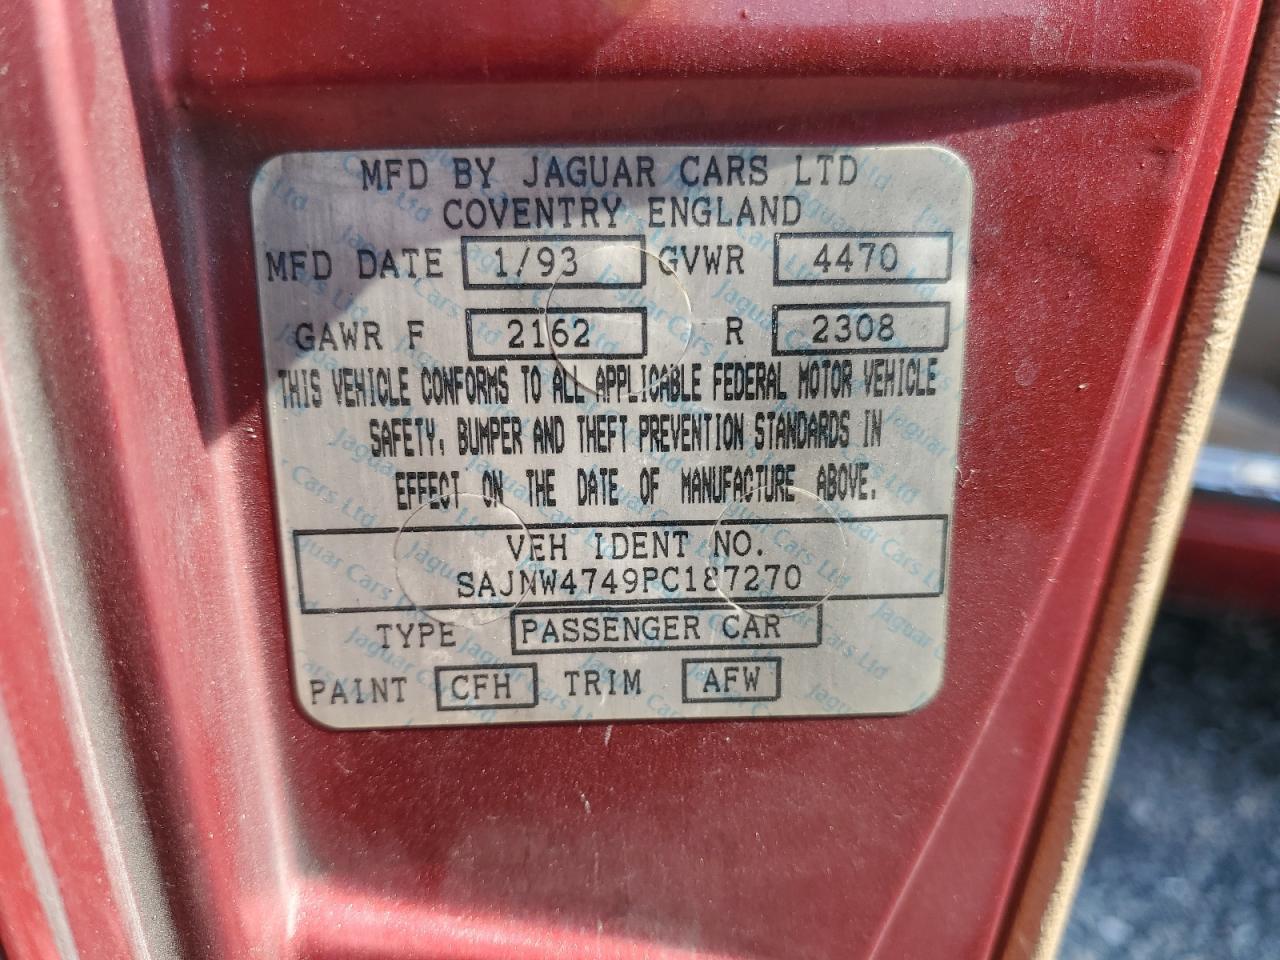 MFD BY JAGUAR CARS LTD
COVENTRY ENGLAND
MFD DATE 1/93 GVWR 4470
GAWR F 2162 R 2308
THIS VEHICLE CONFORMS TO ALL APPLICABLE FEDERAL MOTOR VEHICLE
SAFETY, BUMPER AND THEFT PREVENTION STANDARDS IN
EFFECT ON THE DATE OF MANUFACTURE ABOVE.
VEH IDENT NO.
SAJNW4749PC187270
TYPE PASSENGER CAR
PAINT CFH TRIM AFW